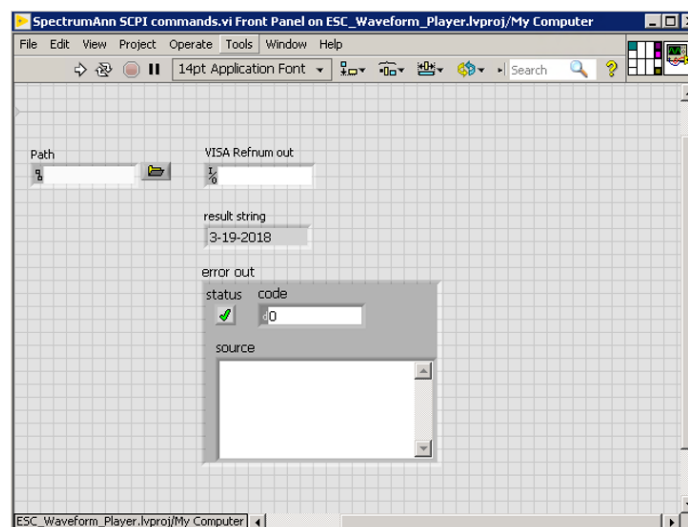 SpectrumAnn SCPI commands.vi Front Panel on ESC_Waveform_Player.lvproj/My Computer
File Edit View Project Operate Tools Window Help
14pt Application Font Search
Path
VISA Refnum out
result string
3-19-2018
error out
status code
0
source
ESC_Waveform_Player.lvproj/My Computer